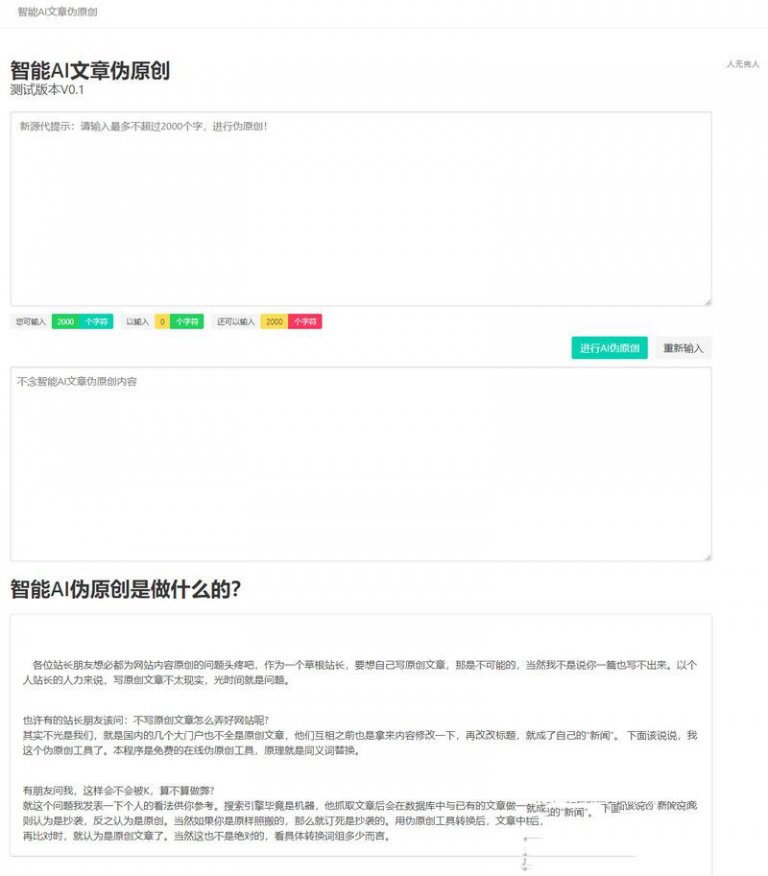 智能AI文章伪原创
智能AI文章伪原创
人无完人
测试版本V0.1
新源代提示：请输入最多不超过2000个字，进行伪原创！
您可输入 2000 个字符 以输入 0 个字符 还可以输入 2000 个字符
进行AI伪原创 重新输入
不念智能AI文章伪原创内容
智能AI伪原创是做什么的?
各位站长朋友想必都为网站内容原创的问题头疼吧，作为一个草根站长，要想自己写原创文章，那是不可能的，当然我不是说你一篇也写不出来。以个
人站长的人力来说，写原创文章不太现实，光时间就是问题。
也许有的站长朋友该问：不写原创文章怎么弄好网站呢?
其实不光是我们，就是国内的几个大门户也不全是原创文章，他们互相之前也是拿来内容修改一下，再改改标题，就成了自己的"新闻"。 下面该说说，我
这个伪原创工具了。本程序是免费的在线伪原创工具，原理就是同义词替换。
有朋友问我，这样会不会被K，算不算做弊?
就这个问题我发表一下个人的看法供你参考。搜索引擎毕竟是机器，他抓取文章后会在数据库中与已有的文章做一
就成 的"新闻"。 下面
则认为是抄袭，反之认为是原创。当然如果你是原样照搬的，那么就订死是抄袭的。用伪原创工具转换后，文章中 后，
再比对时，就认为是原创文章了。当然这也不是绝对的，看具体转换词组多少而言。